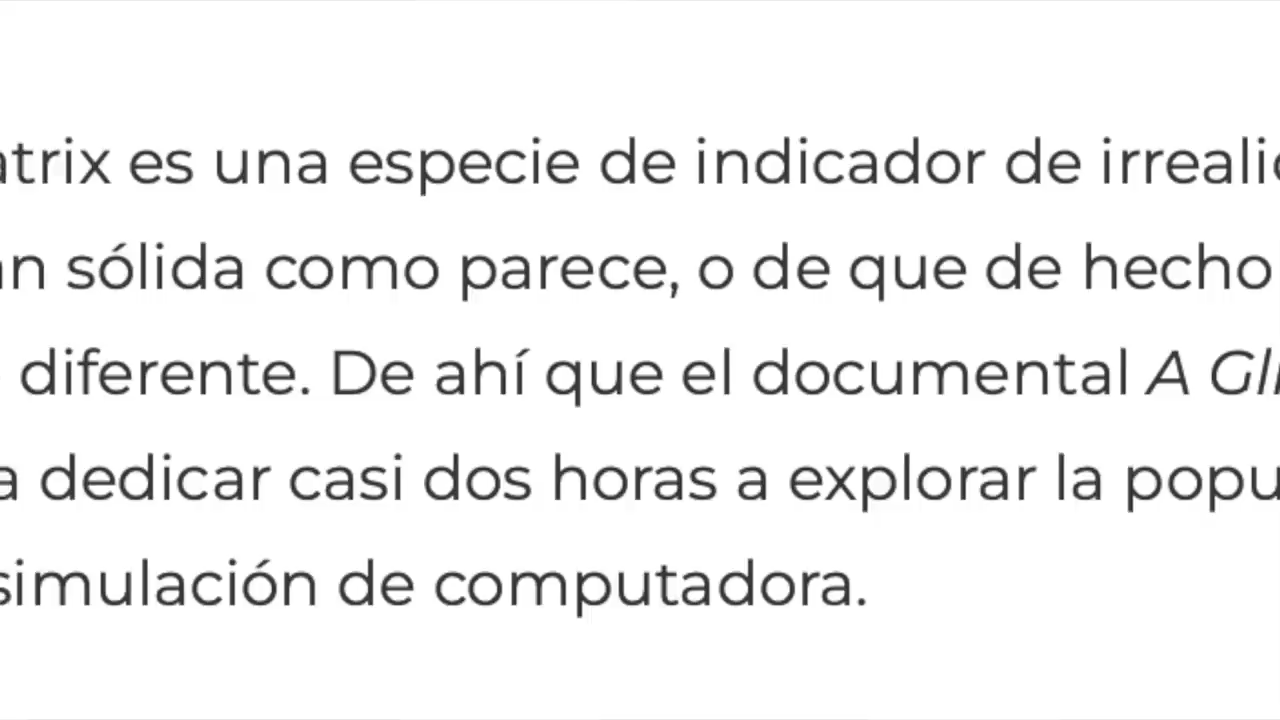 atrix es una especie de indicador de irrealid
an sólida como parece, o de que de hecho
diferente. De ahí que el documental A Gli
a dedicar casi dos horas a explorar la popu
simulación de computadora.